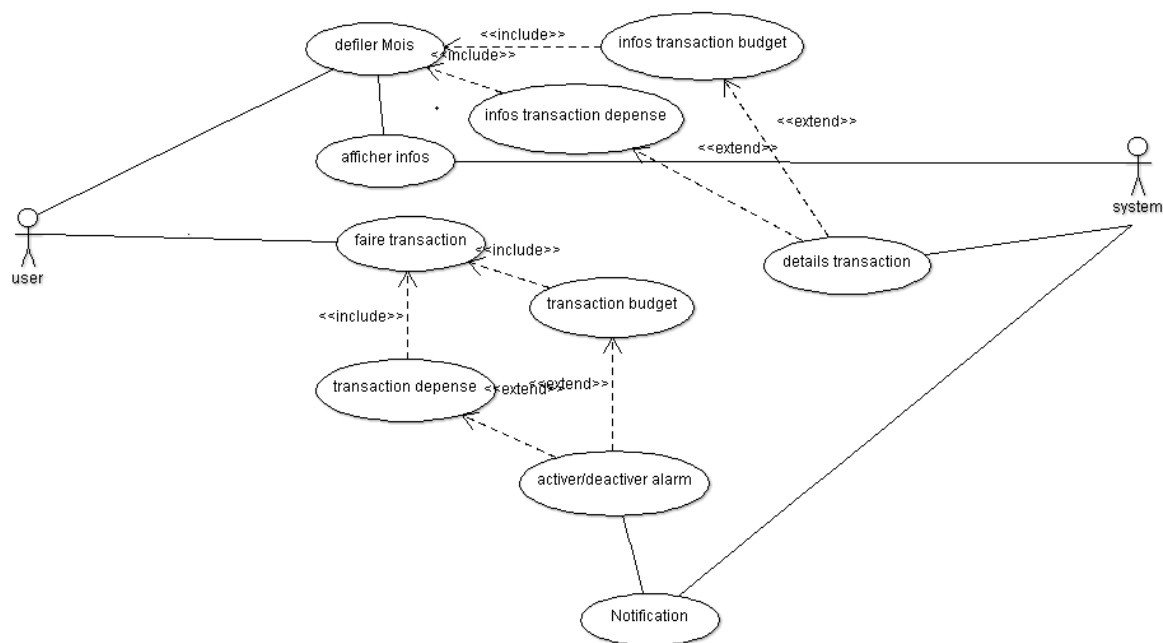 defiler Mois
<<include>>
infos transaction budget
<<include>>
infos transaction depense
<<extend>>
<<extend>>
afficher infos
system
user
faire transaction
<<include>>
details transaction
transaction budget
<<include>>
transaction depense
<<extend>>
<<extend>>
activer/deactiver alarm
Notification